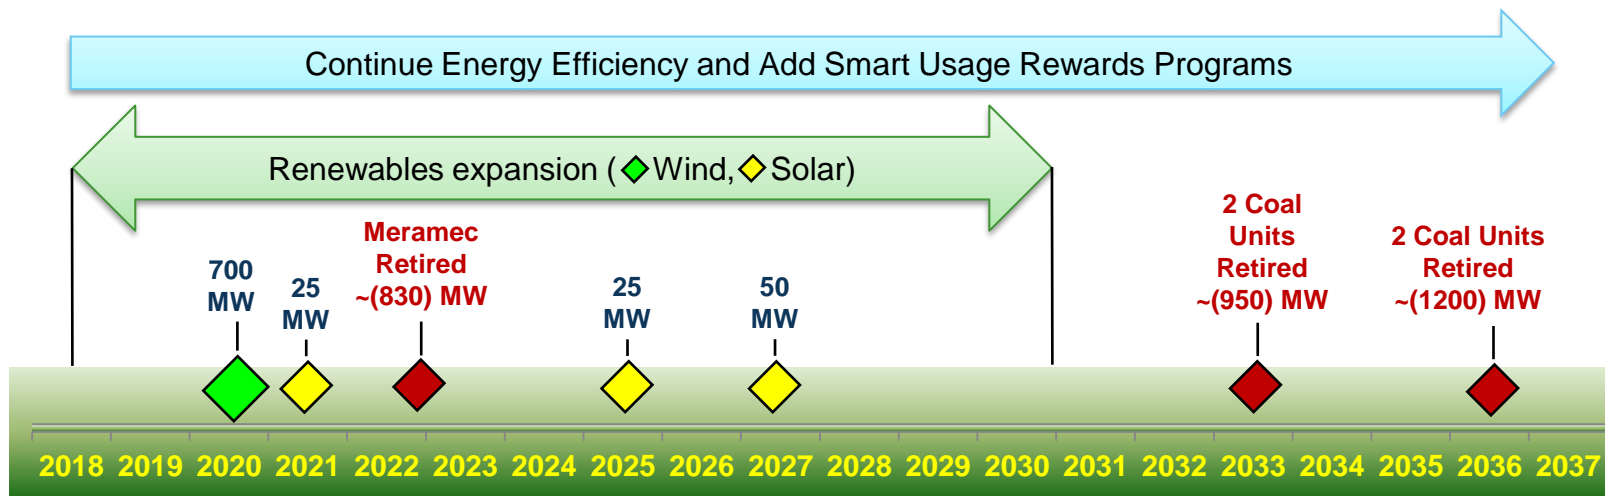 Continue Energy Efficiency and Add Smart Usage Rewards Programs
Renewables expansion (Wind, Solar)
700
MW
25
MW
Meramec
Retired
~(830) MW
25
MW
50
MW
2 Coal
Units
Retired
~(950) MW
2 Coal Units
Retired
~(1200) MW
2018 2019 2020 2021 2022 2023 2024 2025 2026 2027 2028 2029 2030 2031 2032 2033 2034 2035 2036 2037